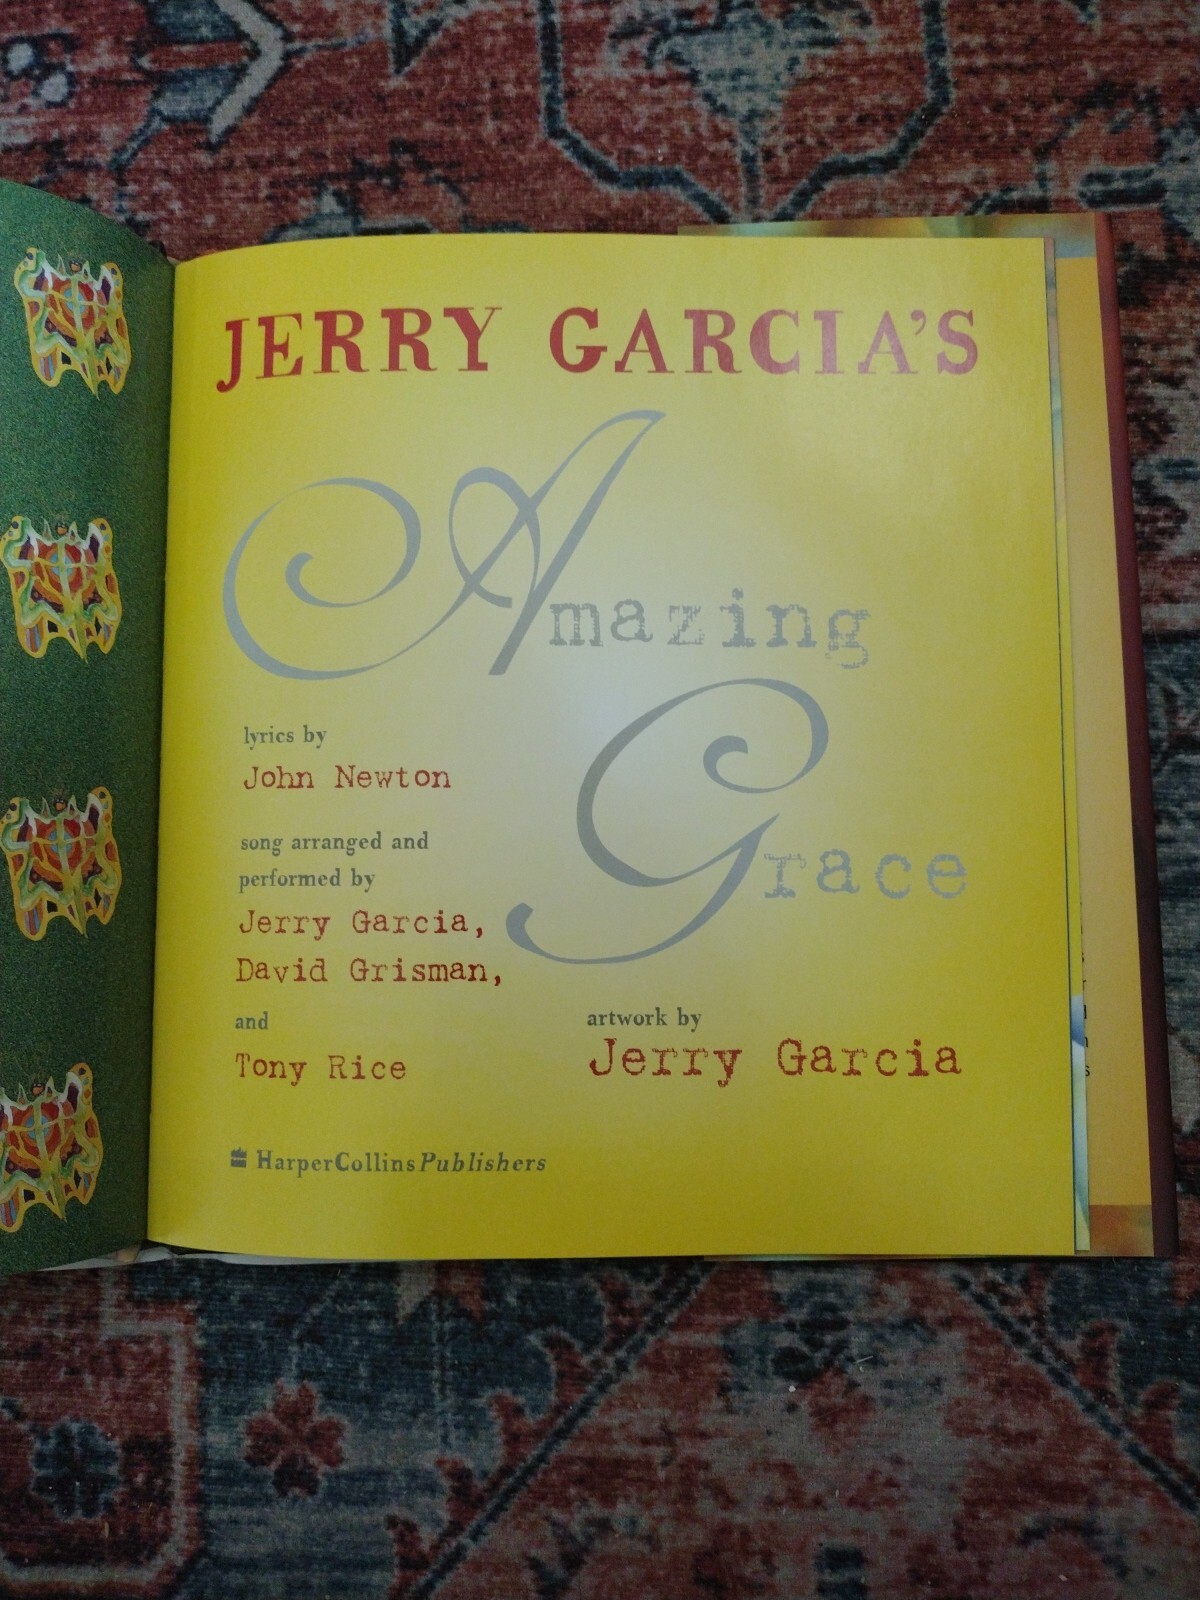 JERRY GARCIA'S
Amazing
Grace
lyrics by
John Newton
song arranged and
performed by
Jerry Garcia,
David Grisman,
and
Tony Rice
artwork by
Jerry Garcia
HarperCollinsPublishers